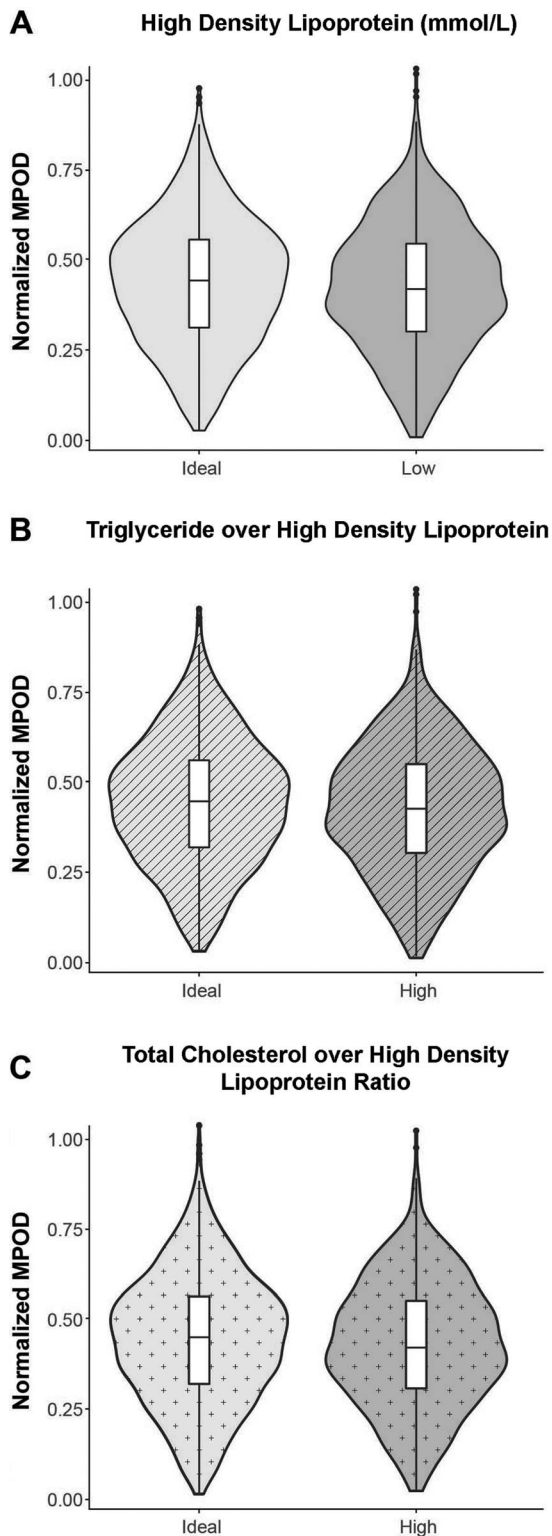 A
High Density Lipoprotein (mmol/L)
Normalized MPOD
1.00
0.75
0.50
0.25
0.00
Ideal
Low
B
Triglyceride over High Density Lipoprotein
Normalized MPOD
1.00
0.75
0.50
0.25
0.00
Ideal
High
C
Total Cholesterol over High Density
Lipoprotein Ratio
Normalized MPOD
1.00
0.75
0.50
0.25
0.00
Ideal
High